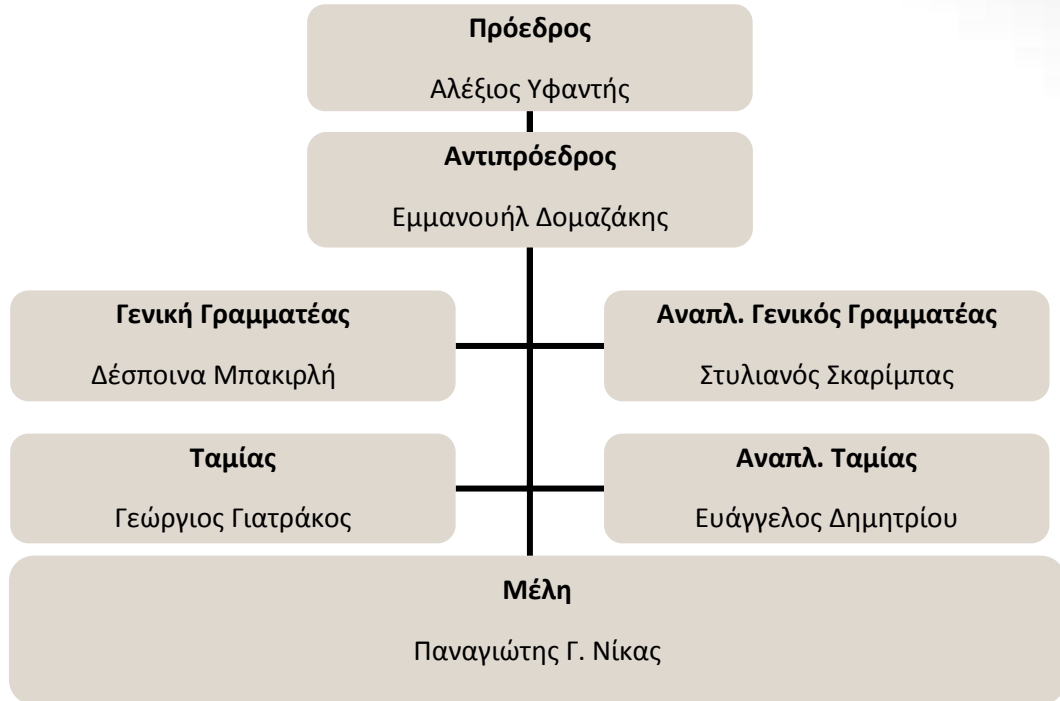 Πρόεδρος
Αλέξιος Υφαντής
Αντιπρόεδρος
Εμμανουήλ Δομαζάκης
Γενική Γραμματέας
Δέσποινα Μπακιρλή
Αναπλ. Γενικός Γραμματέας
Στυλιανός Σκαρίμπας
Ταμίας
Γεώργιος Γιατράκος
Αναπλ. Ταμίας
Ευάγγελος Δημητρίου
Μέλη
Παναγιώτης Γ. Νίκας